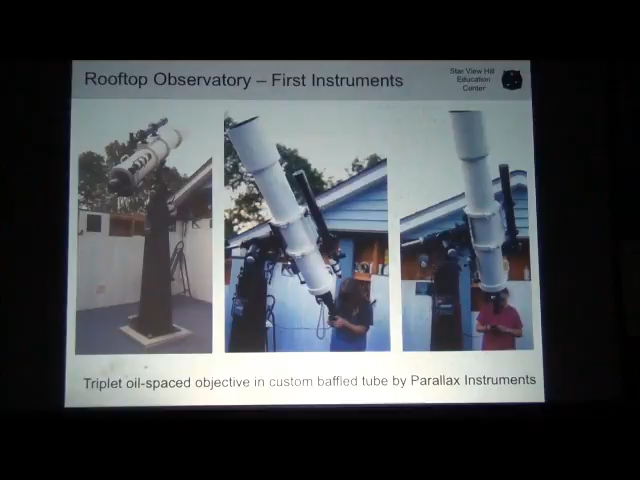 Rooftop Observatory – First Instruments
Star View Hill
Education
Center
Triplet oil-spaced objective in custom baffled tube by Parallax Instruments